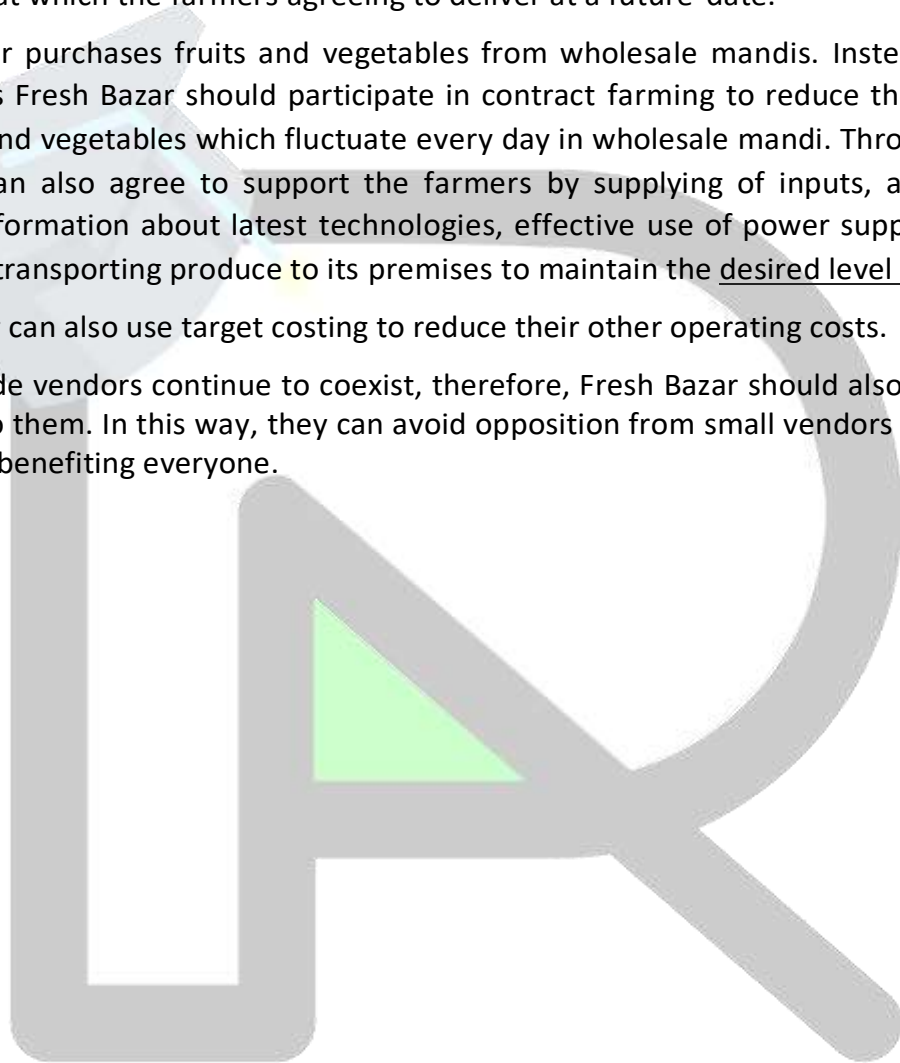 at which the farmers agreeing to deliver at a future date.
r purchases fruits and vegetables from wholesale mandis. Inste
s Fresh Bazar should participate in contract farming to reduce th
nd vegetables which fluctuate every day in wholesale mandi. Thro
an also agree to support the farmers by supplying of inputs, a
formation about latest technologies, effective use of power supp
transporting produce to its premises to maintain the desired level
can also use target costing to reduce their other operating costs.
de vendors continue to coexist, therefore, Fresh Bazar should also
o them. In this way, they can avoid opposition from small vendors
benefiting everyone.